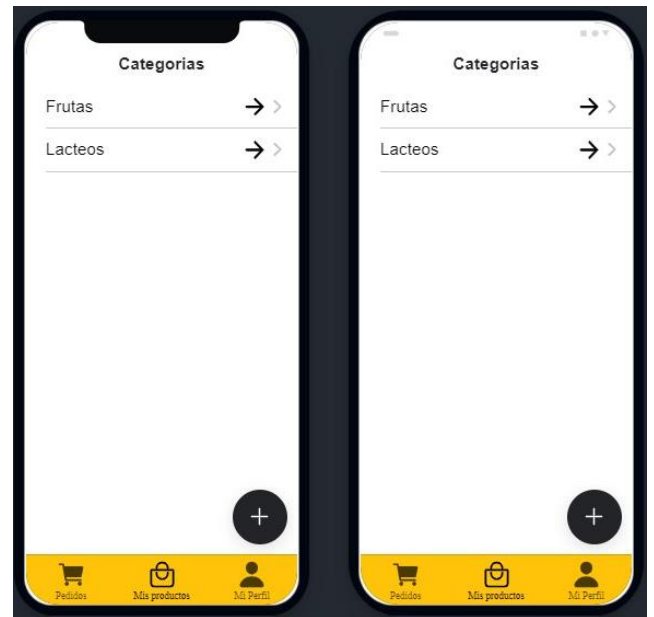 Categorias
Frutas
Lacteos
Pedidos Mis productos Mi Perfil
Categorias
Frutas
Lacteos
Pedidos Mis productos Mi Perfil